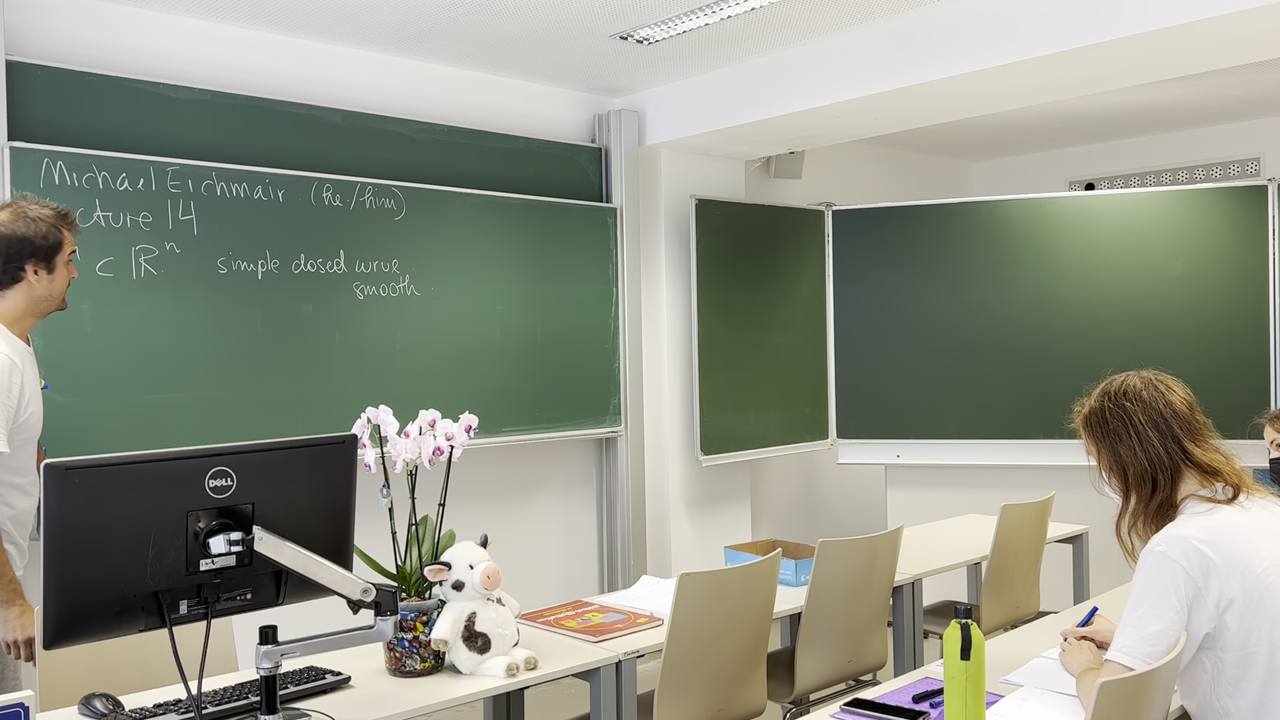 Michael Eichmair (he/him)
cture 14
⊂ ℝⁿ simple closed curve
smooth.
DELL